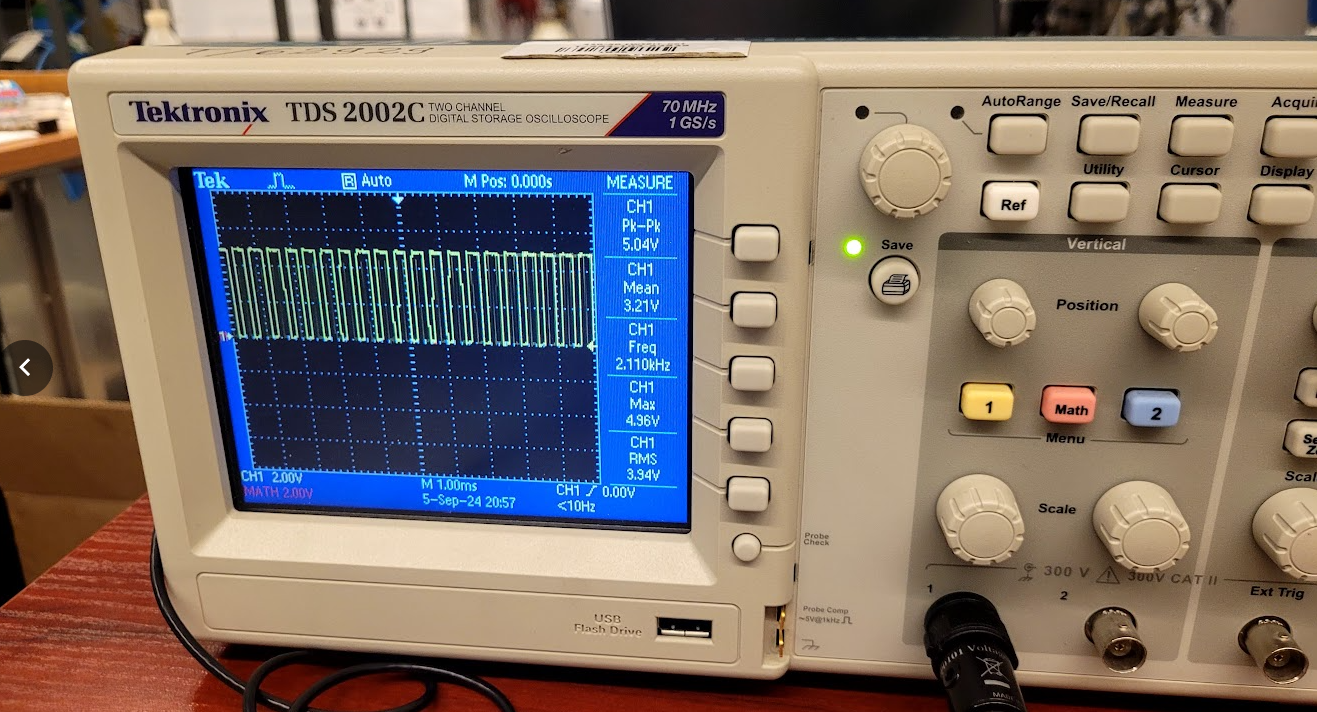 Tektronix TDS 2002C TWO CHANNEL
DIGITAL STORAGE OSCILLOSCOPE
70 MHz
1 GS/s
Tek R Auto M Pos: 0.000s MEASURE
CH1
Pk-Pk
5.04V
CH1
Mean
3.21V
CH1
Freq
2.110kHz
CH1
Max
4.96V
CH1
RMS
3.94V
CH1 2.00V M 1.00ms CH1 0.00V
MATH 2.00V 5-Sep-24 20:57 <10Hz
USB
Flash Drive
Probe
Check
Probe Comp
~5V@1kHz
AutoRange Save/Recall Measure Acqui
Utility Cursor Display
Ref
Save
Vertical
Position
1 Math 2
Menu
Scale Scal
300 V 300V CAT II
1 2 Ext Trig